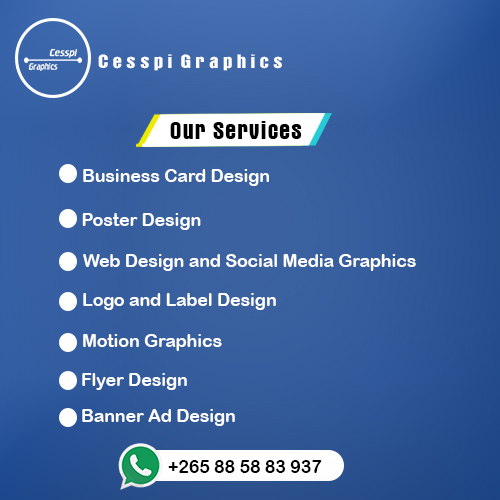 Cesspi
Graphics
Cesspi Graphics
Our Services
Business Card Design
Poster Design
Web Design and Social Media Graphics
Logo and Label Design
Motion Graphics
Flyer Design
Banner Ad Design
+265 88 58 83 937